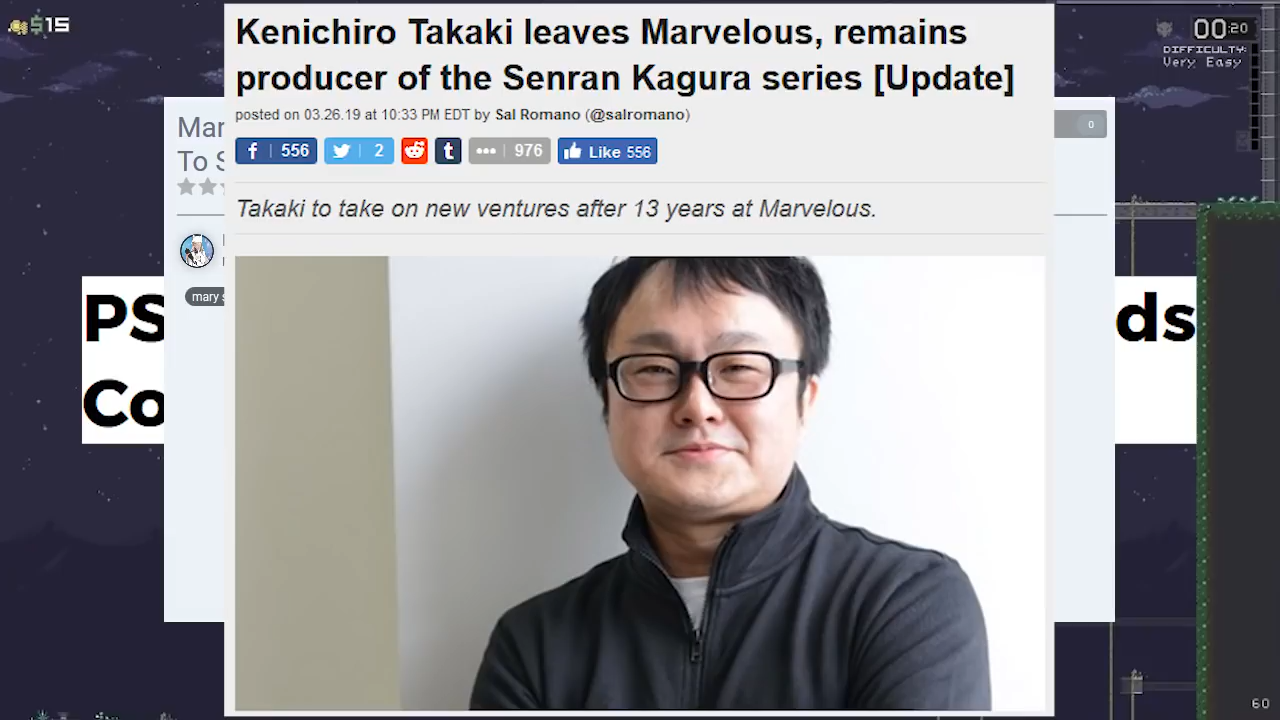 $15
00:20
DIFFICULTY:
Very Easy
Kenichiro Takaki leaves Marvelous, remains
producer of the Senran Kagura series [Update]
posted on 03.26.19 at 10:33 PM EDT by Sal Romano (@salromano)
f 556
2
t
••• 976
Like 556
Takaki to take on new ventures after 13 years at Marvelous.
Mar
To S
0
mary
PS
ds
Co
60